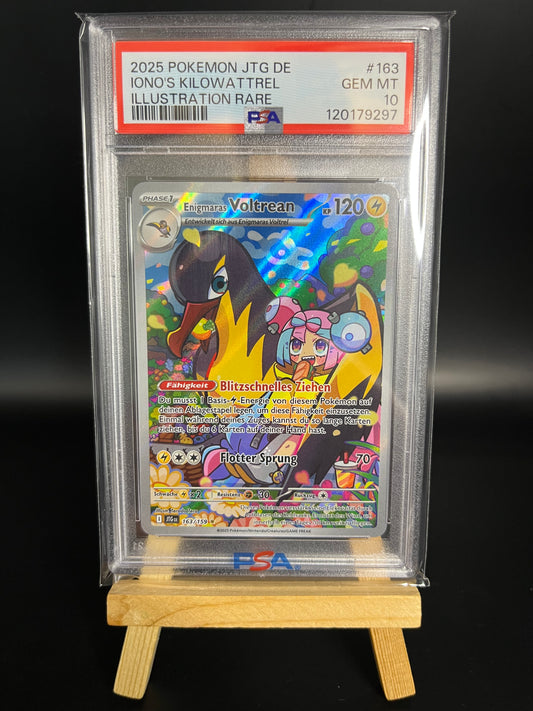 2025 POKEMON JTG DE #163
IONO'S KILOWATTREL GEM MT
ILLUSTRATION RARE 10
120179297
PSA
PHASE 1
Enigmaras Voltrean KP 120
Entwickelt sich aus Enigmaras Voltrel
Fähigkeit Blitzschnelles Ziehen
Du musst 1 Basis- -Energie von diesem Pokémon auf
deinen Ablagestapel legen, um diese Fähigkeit einzusetzen.
Einmal während deines Zuges kannst du so lange Karten
ziehen, bis du 6 Karten auf deiner Hand hast.
Flotter Sprung 70
Schwäche ×2 Resistenz -30 Rückzug
JTG DE 163/159
©2025 Pokémon/Nintendo/Creatures/GAME FREAK
PSA